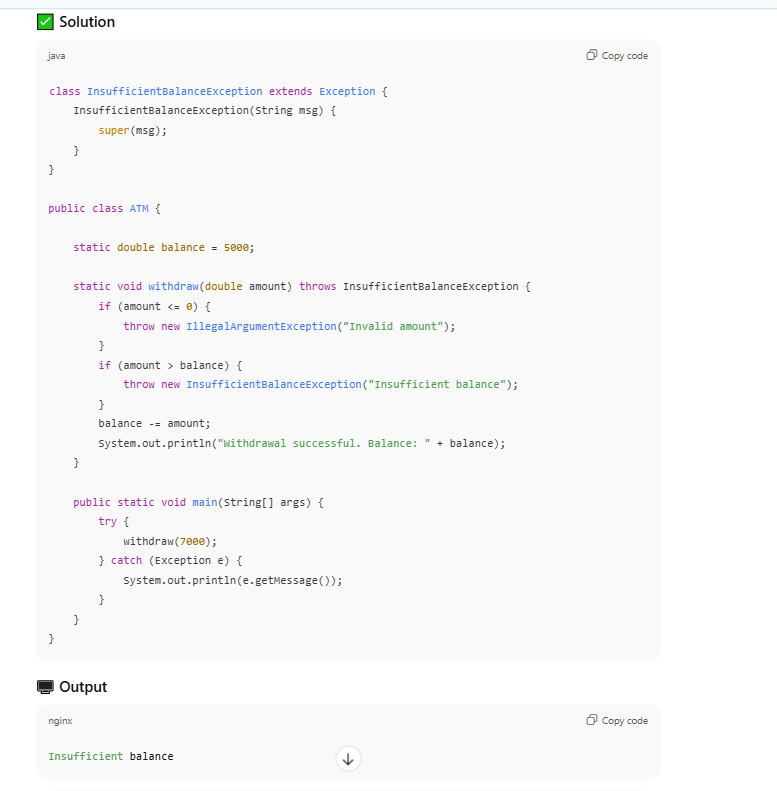 Solution
java
Copy code
class InsufficientBalanceException extends Exception {
    InsufficientBalanceException(String msg) {
        super(msg);
    }
}
public class ATM {
    static double balance = 5000;
    static void withdraw(double amount) throws InsufficientBalanceException {
        if (amount <= 0) {
            throw new IllegalArgumentException("Invalid amount");
        }
        if (amount > balance) {
            throw new InsufficientBalanceException("Insufficient balance");
        }
        balance -= amount;
        System.out.println("Withdrawal successful. Balance: " + balance);
    }
    public static void main(String[] args) {
        try {
            withdraw(7000);
        } catch (Exception e) {
            System.out.println(e.getMessage());
        }
    }
}
Output
nginx
Copy code
Insufficient balance